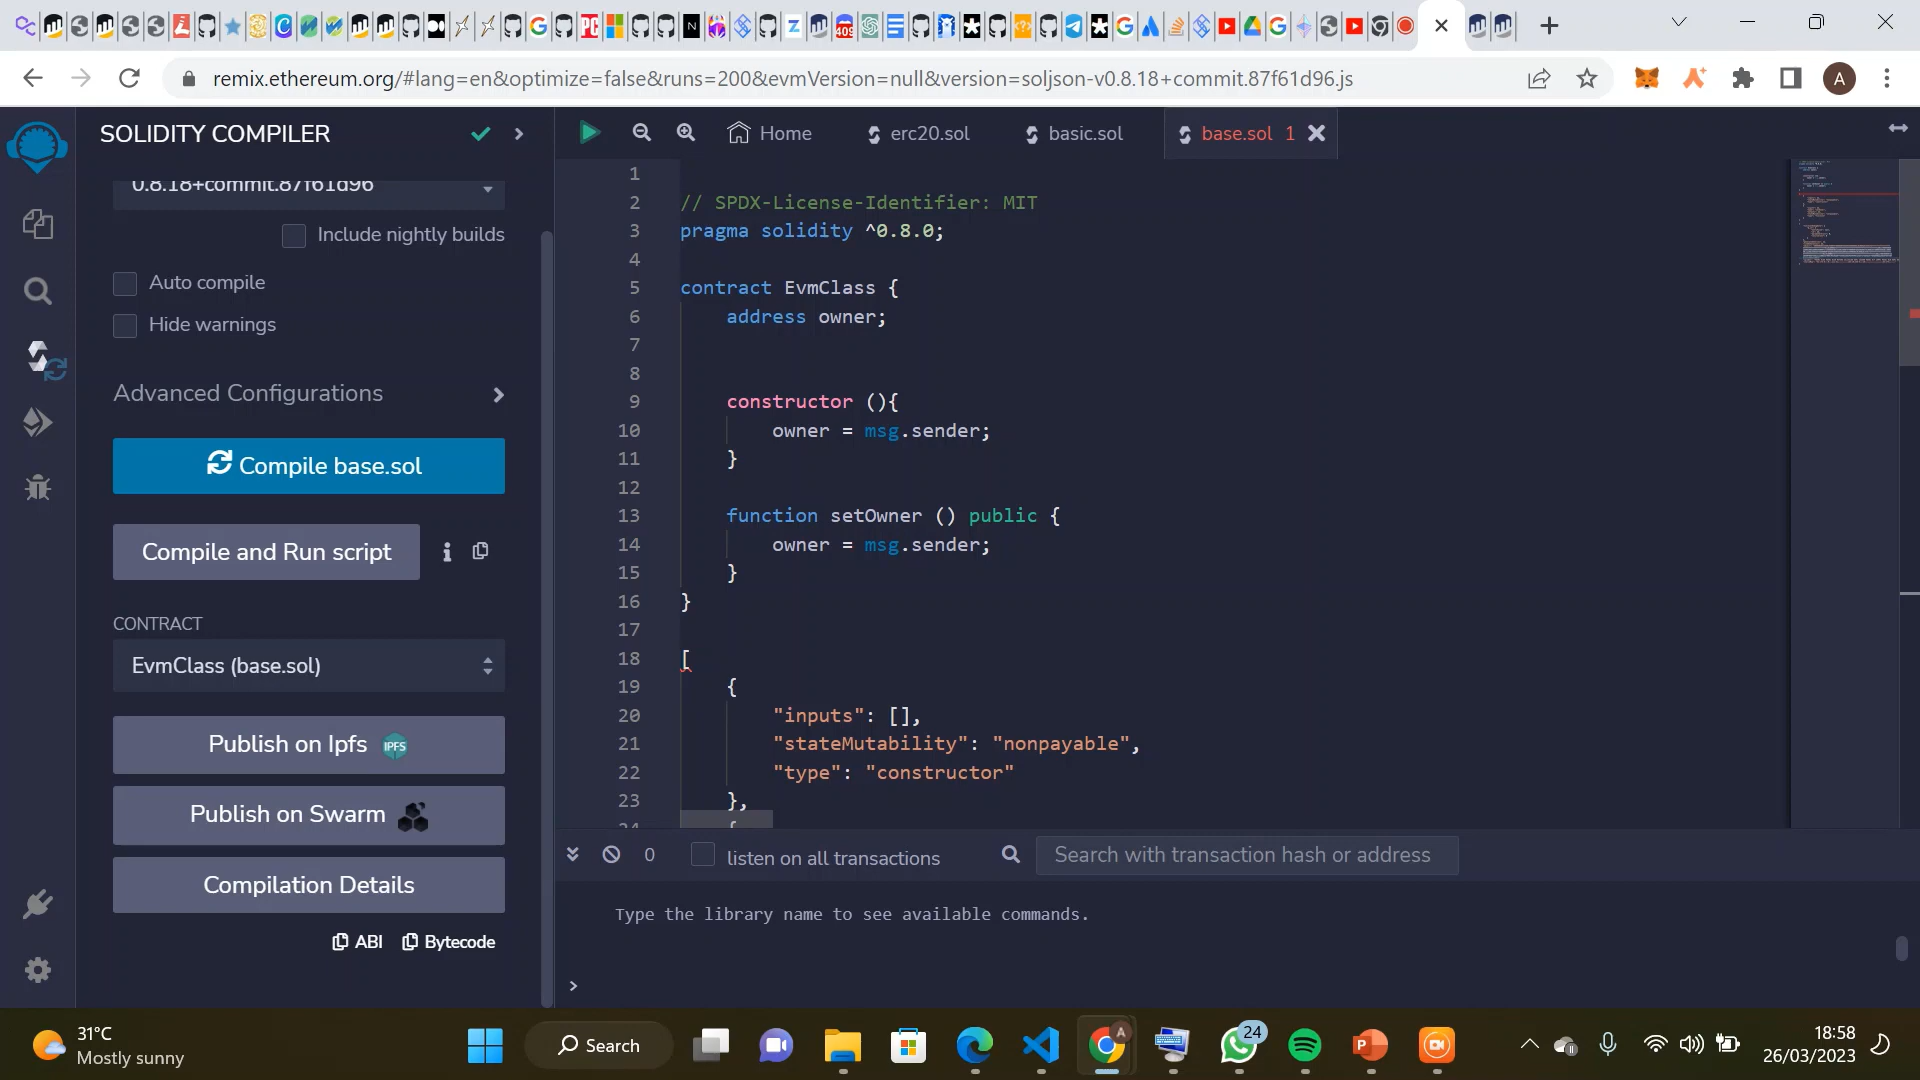 remix.ethereum.org/#lang=en&optimize=false&runs=200&evmVersion=null&version=soljson-v0.8.18+commit.87f61d96.js
A
SOLIDITY COMPILER
0.8.18+commit.87f61d96
Include nightly builds
Auto compile
Hide warnings
Advanced Configurations
Compile base.sol
Compile and Run script
CONTRACT
EvmClass (base.sol)
Publish on Ipfs
IPFS
Publish on Swarm
Compilation Details
ABI
Bytecode
Home
erc20.sol
basic.sol
base.sol 1
1
2 // SPDX-License-Identifier: MIT
3 pragma solidity ^0.8.0;
4
5 contract EvmClass {
6 address owner;
7
8
9 constructor (){
10 owner = msg.sender;
11 }
12
13 function setOwner () public {
14 owner = msg.sender;
15 }
16 }
17
18 [
19 {
20 "inputs": [],
21 "stateMutability": "nonpayable",
22 "type": "constructor"
23 },
24 {
0
listen on all transactions
Search with transaction hash or address
Type the library name to see available commands.
>
31°C
Mostly sunny
Search
A
24
18:58
26/03/2023